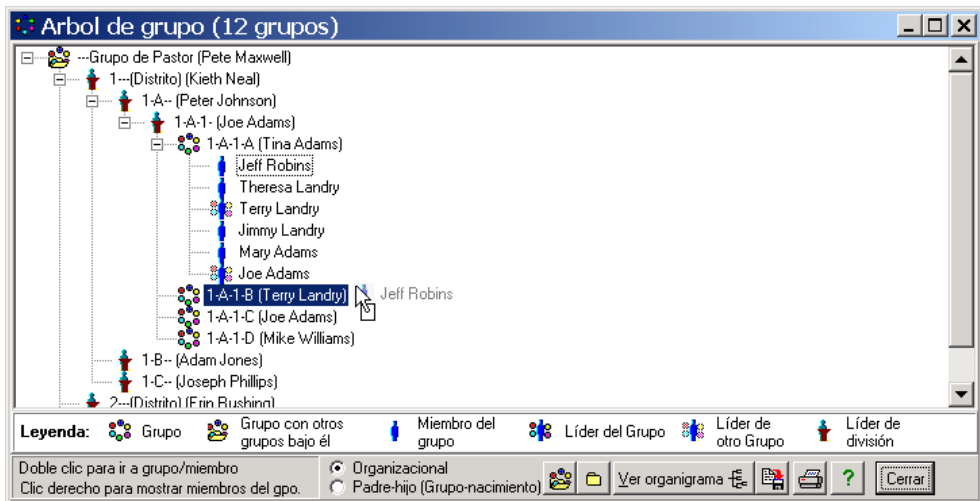 Arbol de grupo (12 grupos)
---Grupo de Pastor (Pete Maxwell)
1---(Distrito) (Kieth Neal)
1-A-- (Peter Johnson)
1-A-1- (Joe Adams)
1-A-1-A (Tina Adams)
Jeff Robins
Theresa Landry
Terry Landry
Jimmy Landry
Mary Adams
Joe Adams
1-A-1-B (Terry Landry) Jeff Robins
1-A-1-C (Joe Adams)
1-A-1-D (Mike Williams)
1-B-- (Adam Jones)
1-C-- (Joseph Phillips)
2---(Distrito) (Erin Rushing)
Leyenda: Grupo
Grupo con otros
grupos bajo él
Miembro del
grupo
Líder del Grupo
Líder de
otro Grupo
Líder de
división
Doble clic para ir a grupo/miembro
Clic derecho para mostrar miembros del gpo.
Organizacional
Padre-hijo (Grupo-nacimiento)
Ver organigrama
?
Cerrar